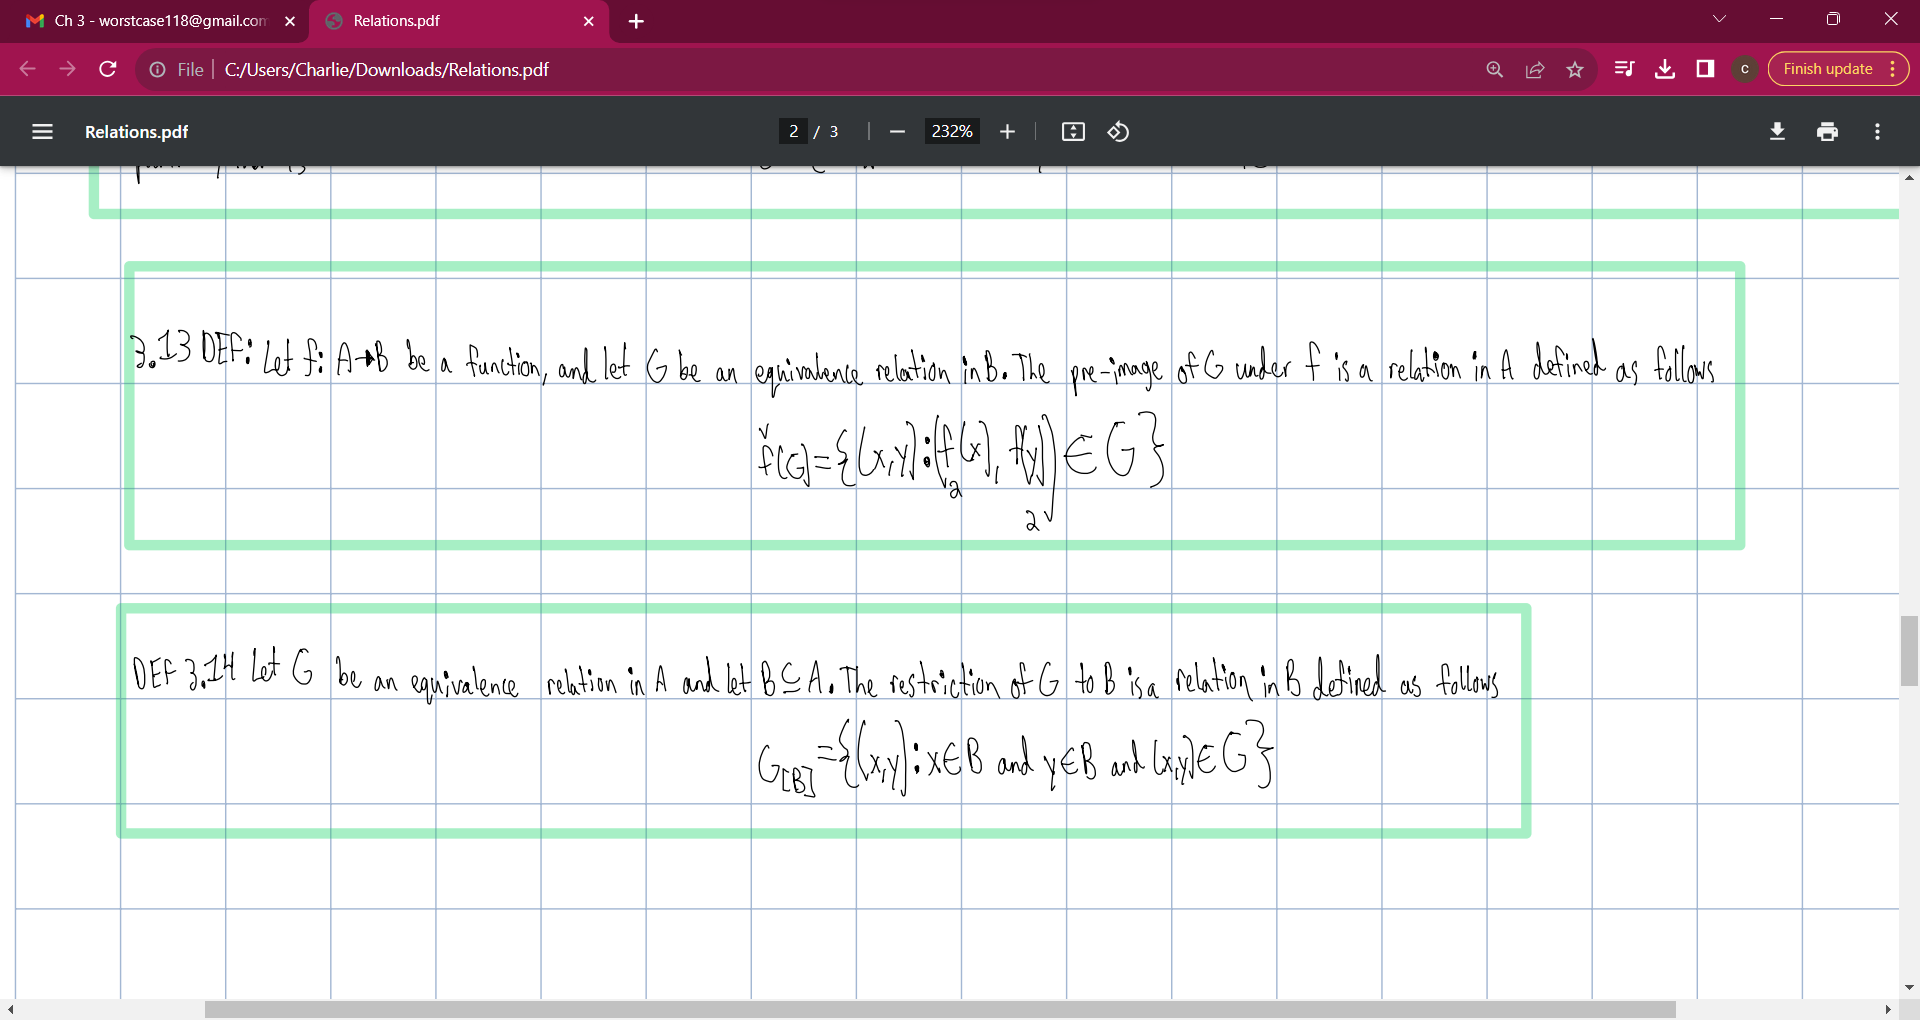 Ch 3 - worstcase118@gmail.com
Relations.pdf
File
C:/Users/Charlie/Downloads/Relations.pdf
C
Finish update
Relations.pdf
2 / 3
232%
3.13 DEF: Let f: A→B be a function, and let G be an equivalence relation in B. The pre-image of G under f is a relation in A defined as follows
f̌(G)={(x,y):(f(x), f(y))∈G}
2
2
DEF 3.14 Let G be an equivalence relation in A and let B⊆A. The restriction of G to B is a relation in B defined as follows
G[B]={(x,y): x∈B and y∈B and (x,y)∈G}